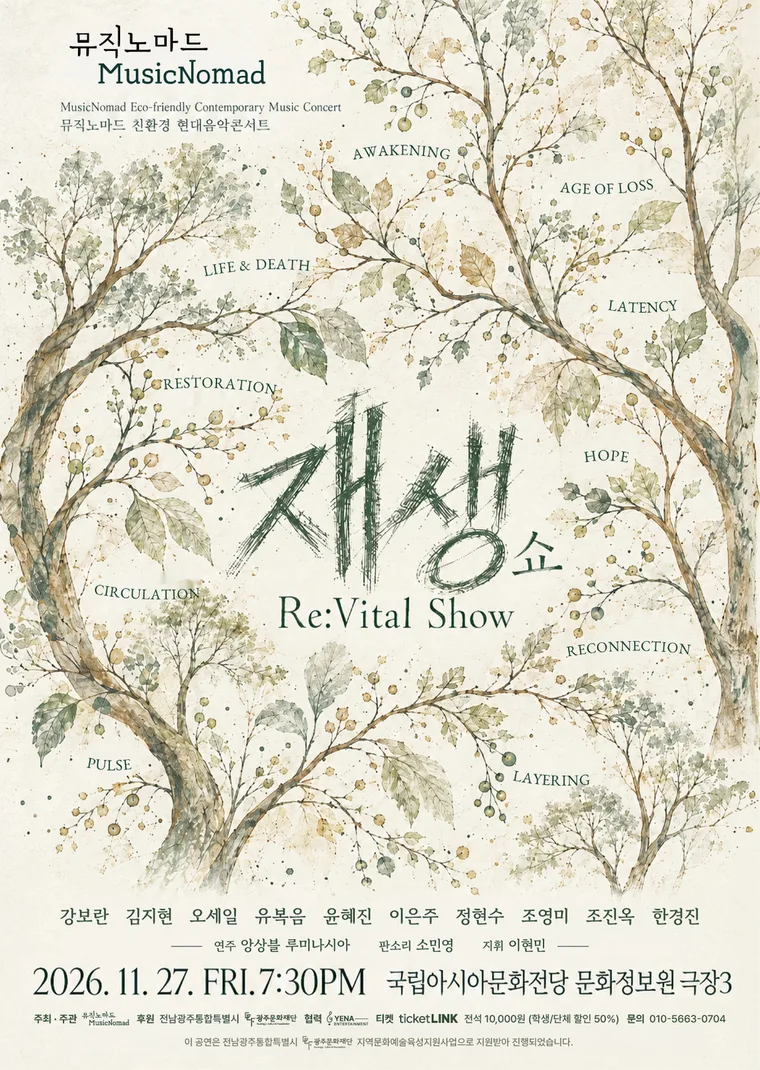 뮤직노마드
MusicNomad
MusicNomad Eco-friendly Contemporary Music Concert
뮤직노마드 친환경 현대음악콘서트
AWAKENING
AGE OF LOSS
LIFE & DEATH
LATENCY
RESTORATION
HOPE
재생쇼
Re:Vital Show
CIRCULATION
RECONNECTION
PULSE
LAYERING
강보란 김지현 오세일 유복음 윤혜진 이은주 정현수 조영미 조진옥 한경진
연주 앙상블 루미나시아 판소리 소민영 지휘 이현민
2026. 11. 27. FRI. 7:30PM 국립아시아문화전당 문화정보원 극장3
주최·주관 뮤직노마드 MusicNomad 후원 전남광주통합특별시 광주문화재단 협력 YENA ENTERTAINMENT 티켓 ticketLINK 전석 10,000원 (학생/단체 할인 50%) 문의 010-5663-0704
이 공연은 전남광주통합특별시 광주문화재단 지역문화예술육성지원사업으로 지원받아 진행되었습니다.